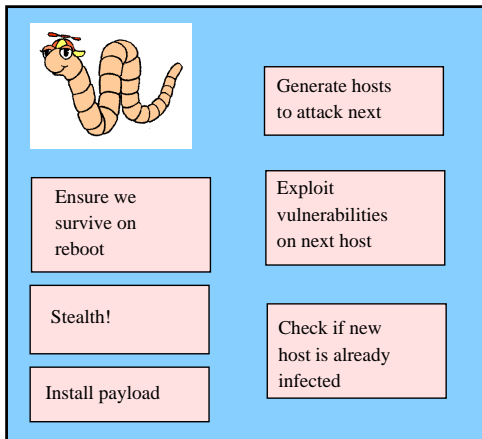 Generate hosts
to attack next
Ensure we
survive on
reboot
Exploit
vulnerabilities
on next host
Stealth!
Check if new
host is already
infected
Install payload